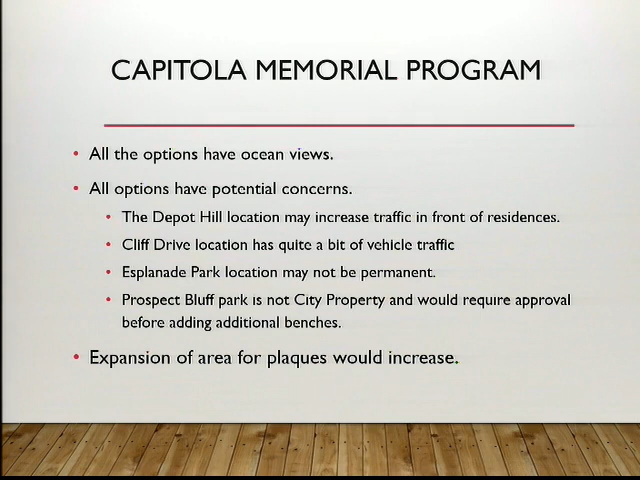 CAPITOLA MEMORIAL PROGRAM
• All the options have ocean views.
• All options have potential concerns.
• The Depot Hill location may increase traffic in front of residences.
• Cliff Drive location has quite a bit of vehicle traffic
• Esplanade Park location may not be permanent.
• Prospect Bluff park is not City Property and would require approval
before adding additional benches.
• Expansion of area for plaques would increase.